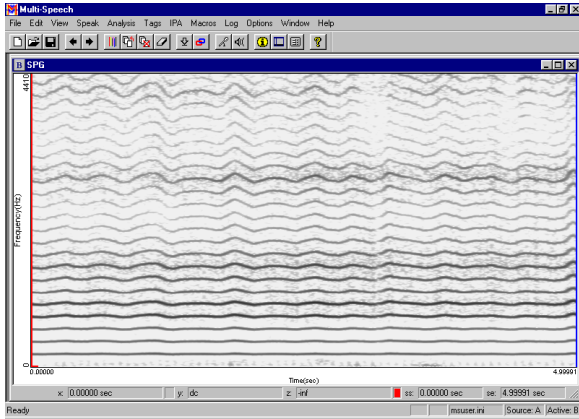 Multi-Speech
File Edit View Speak Analysis Tags IPA Macros Log Options Window Help
B SPG
4410
Frequency(Hz)
0
0.00000 4.99991
Time(sec)
x: 0.00000 sec y: dc z: -inf ss: 0.00000 sec se: 4.99991 sec
Ready msuser.ini Source: A Active: B